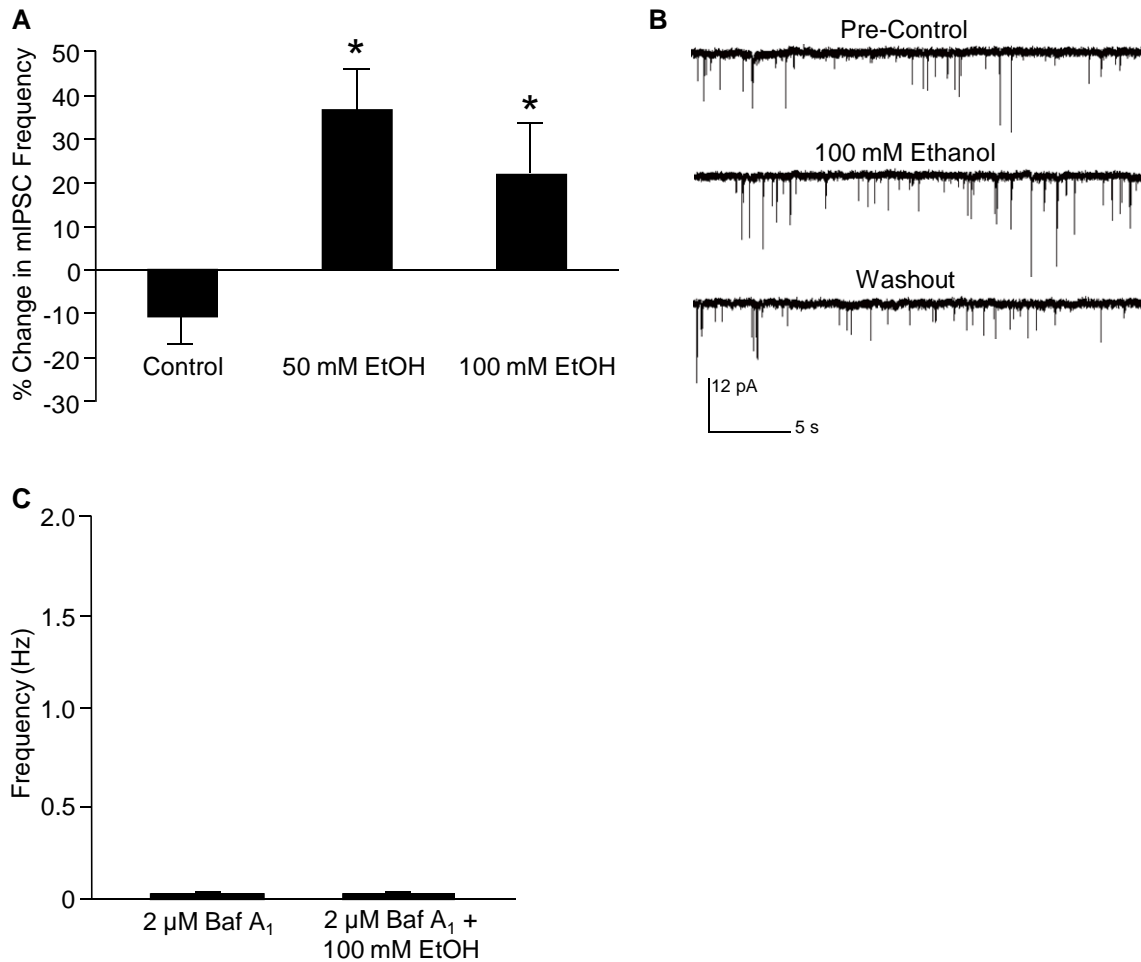 A
% Change in mIPSC Frequency
50
40
30
20
10
0
-10
-20
-30
*
*
Control
50 mM EtOH
100 mM EtOH
B
Pre-Control
100 mM Ethanol
Washout
12 pA
5 s
C
Frequency (Hz)
2.0
1.5
1.0
0.5
0
2 µM Baf A₁
2 µM Baf A₁ +
100 mM EtOH